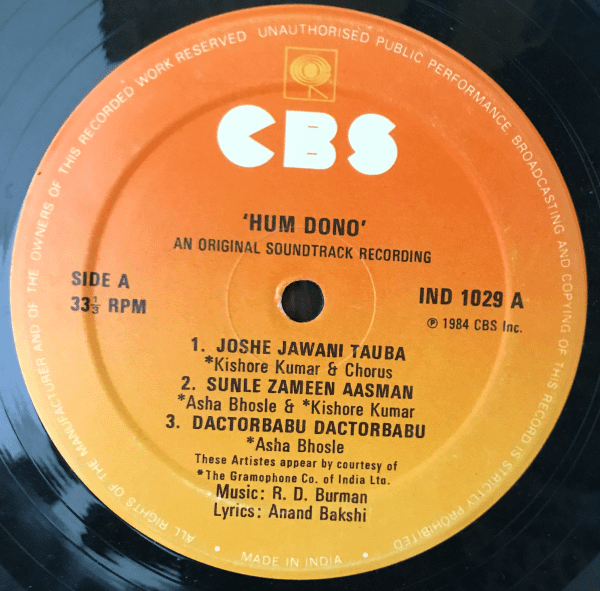 ALL RIGHTS OF THE MANUFACTURER AND OF THE OWNERS OF THIS RECORDED WORK RESERVED UNAUTHORISED PUBLIC PERFORMANCE BROADCASTING AND COPYING OF THIS RECORD IS STRICTLY PROHIBITED
CBS
'HUM DONO'
AN ORIGINAL SOUNDTRACK RECORDING
SIDE A
33⅓ RPM
IND 1029 A
℗ 1984 CBS Inc.
1. JOSHE JAWANI TAUBA
*Kishore Kumar & Chorus
2. SUNLE ZAMEEN AASMAN
*Asha Bhosle & *Kishore Kumar
3. DACTORBABU DACTORBABU
*Asha Bhosle
These Artistes appear by courtesy of
*The Gramophone Co. of India Ltd.
Music: R. D. Burman
Lyrics: Anand Bakshi
• MADE IN INDIA •